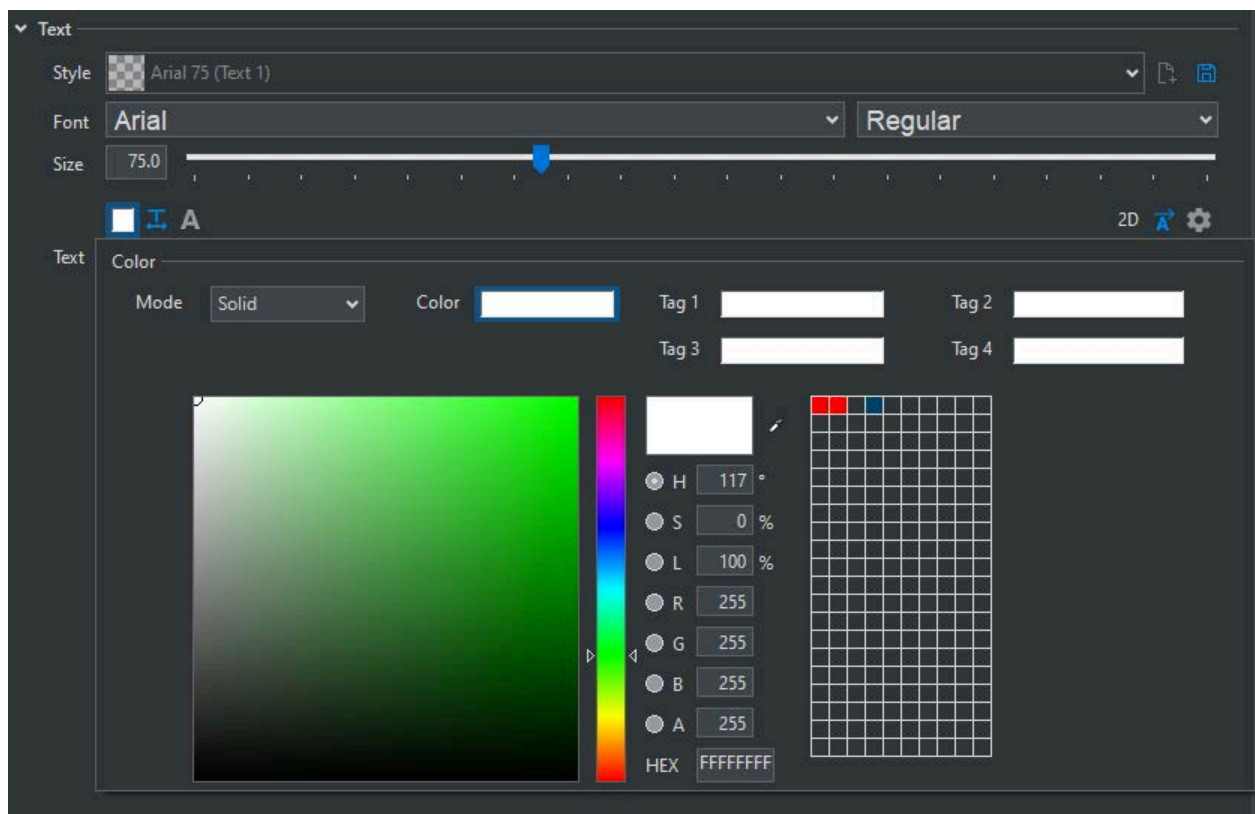 Text
Style Arial 75 (Text 1)
Font Arial Regular
Size 75.0
A 2D A
Text Color
Mode Solid Color Tag 1 Tag 2
Tag 3 Tag 4
H 117 °
S 0 %
L 100 %
R 255
G 255
B 255
A 255
HEX FFFFFFFF